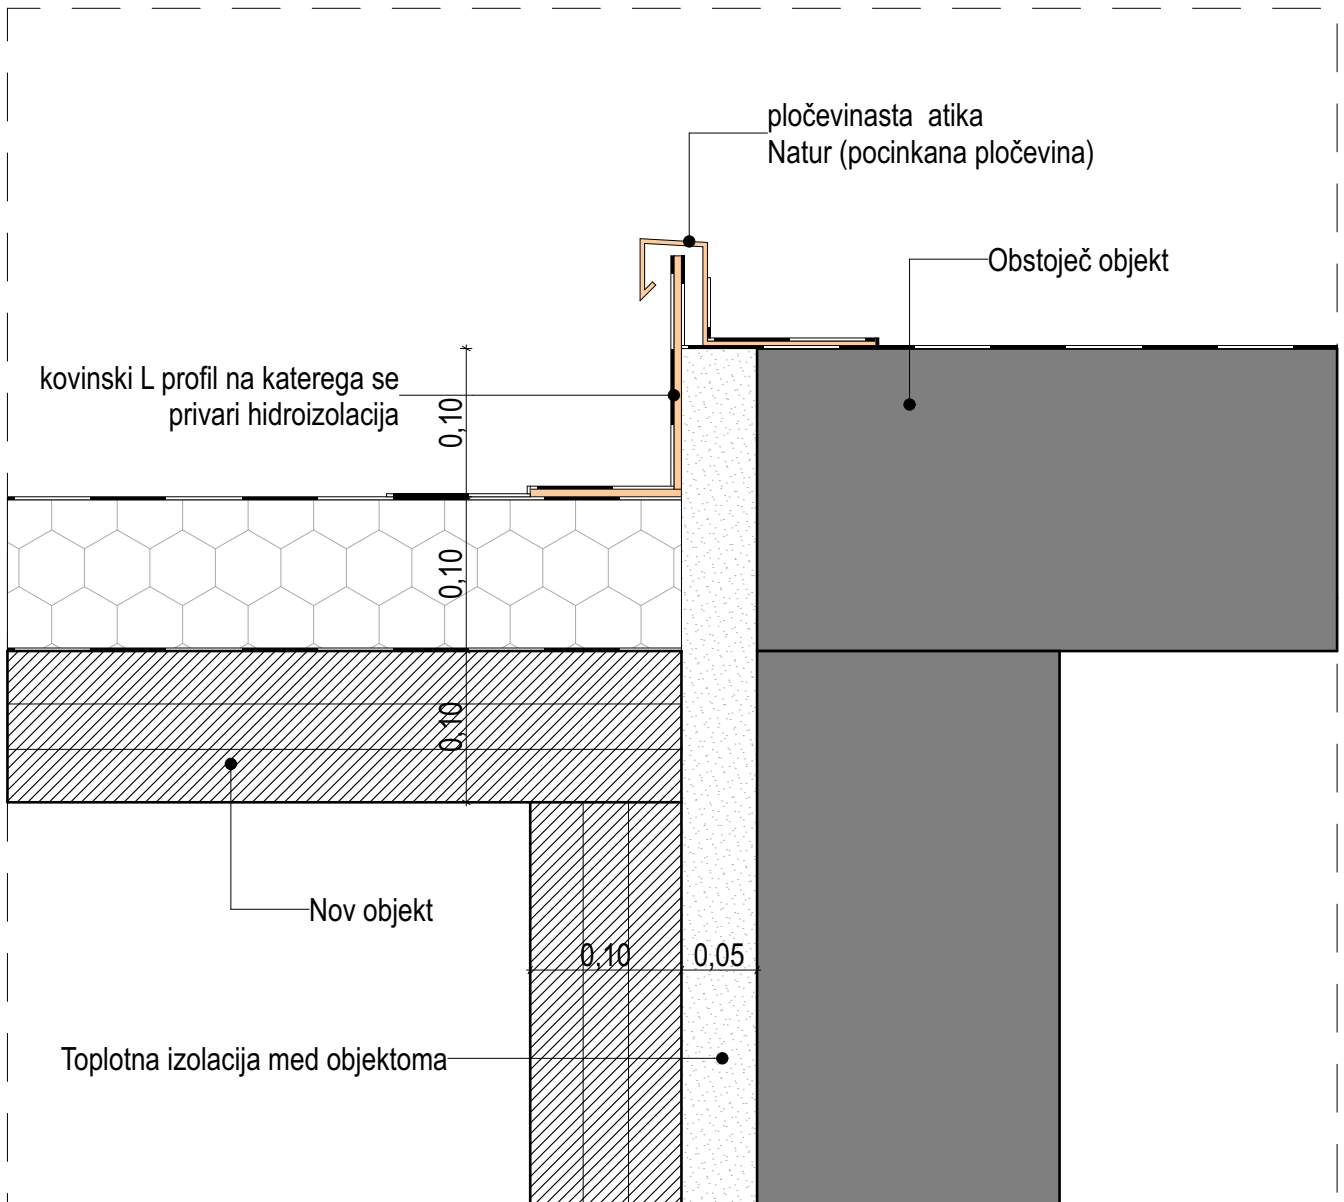 pločevinasta  atika
Natur (pocinkana pločevina)
Obstoječ objekt
kovinski L profil na katerega se
privari hidroizolacija
0,10
0,10
0,10
Nov objekt
0,10
0,05
Toplotna izolacija med objektoma